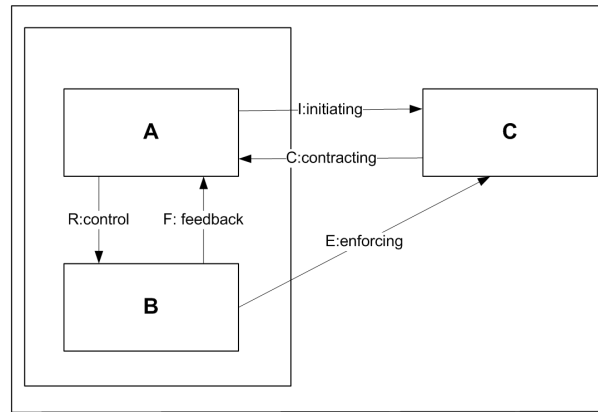 A
I:initiating
C
C:contracting
R:control
F: feedback
E:enforcing
B